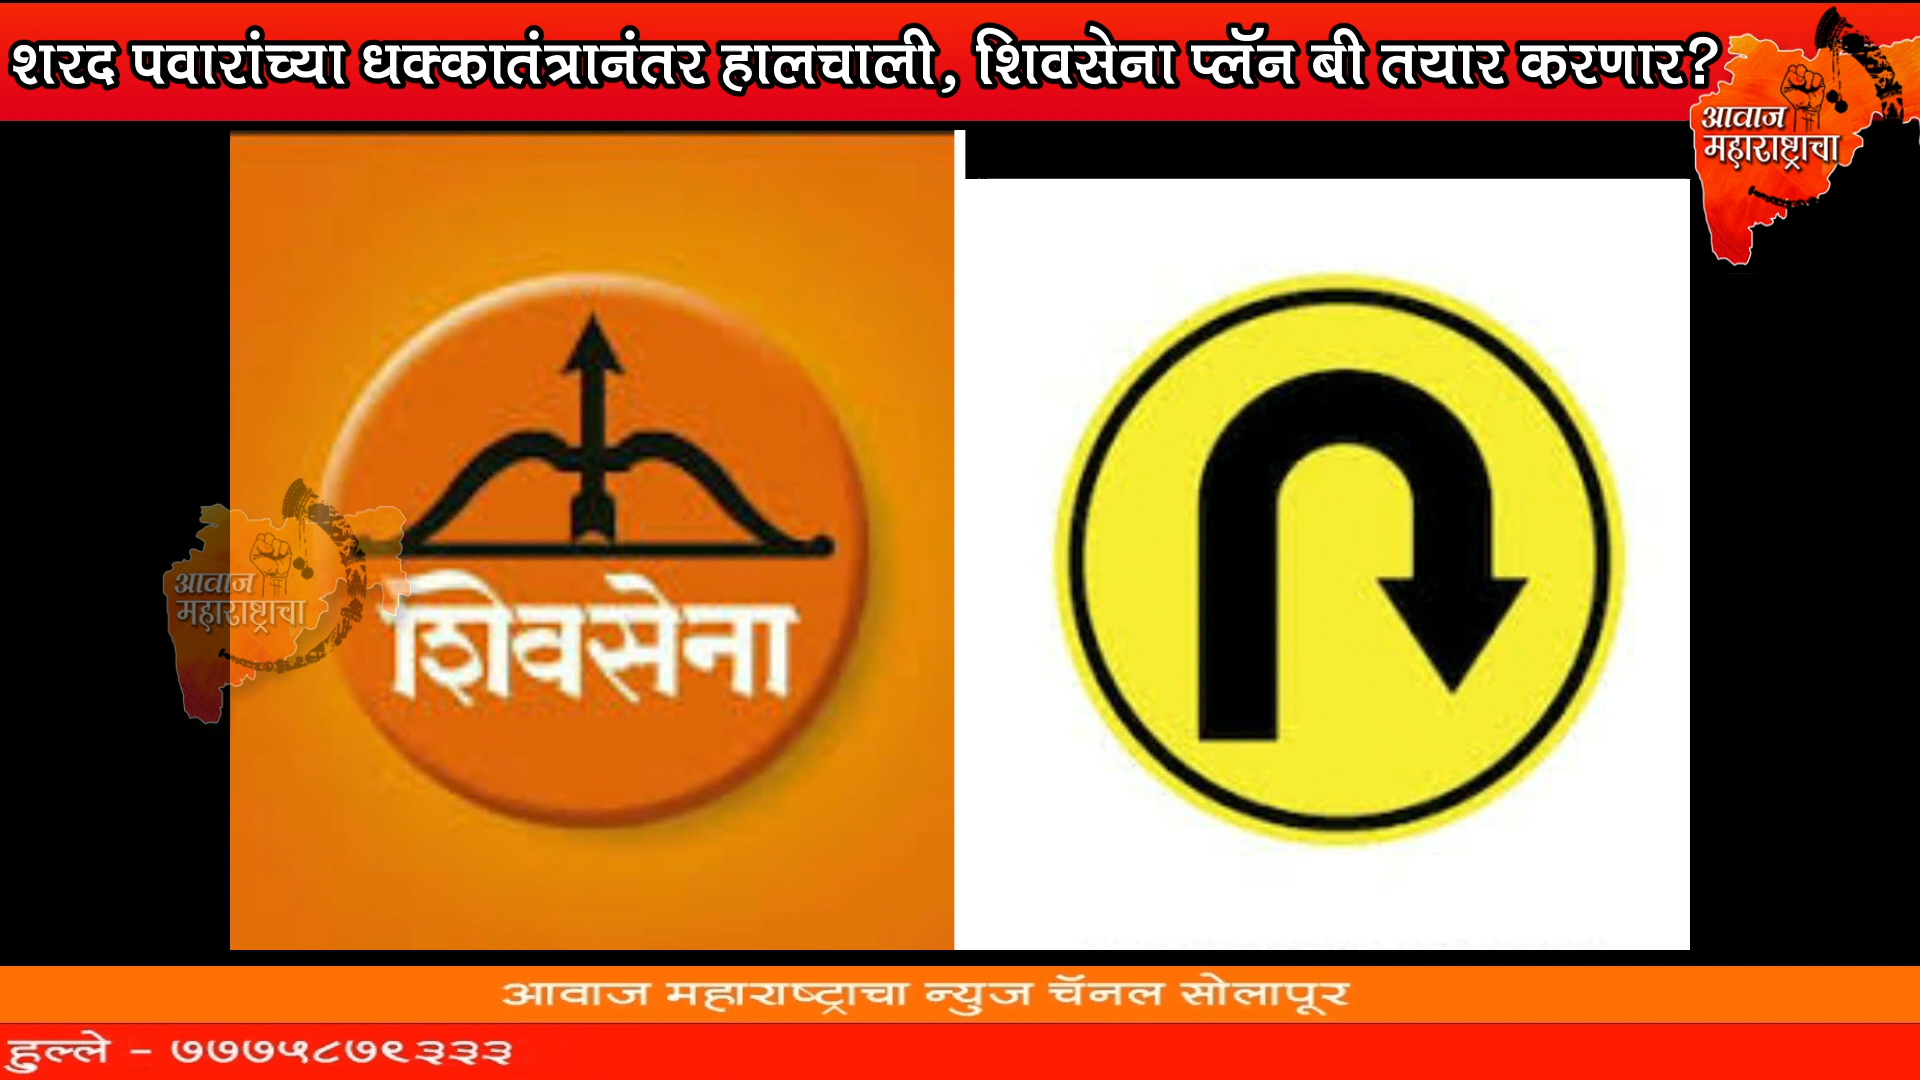 शरद पवारांच्या धक्कातंत्रानंतर हालचाली, शिवसेना प्लॅन बी तयार करणार?
आवाज
महाराष्ट्राचा
शिवसेना
आवाज
महाराष्ट्राचा
आवाज महाराष्ट्राचा न्युज चॅनल सोलापूर
हुल्ले - ७७७५८७९३३३